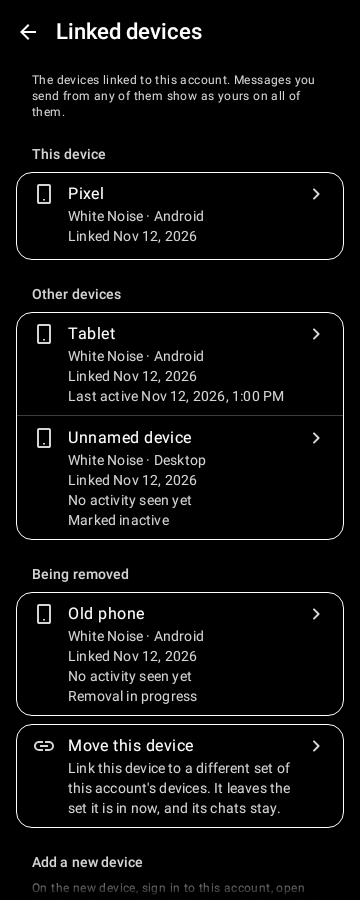 Linked devices
The devices linked to this account. Messages you
send from any of them show as yours on all of
them.
This device
Pixel
White Noise · Android
Linked Nov 12, 2026
Other devices
Tablet
White Noise · Android
Linked Nov 12, 2026
Last active Nov 12, 2026, 1:00 PM
Unnamed device
White Noise · Desktop
Linked Nov 12, 2026
No activity seen yet
Marked inactive
Being removed
Old phone
White Noise · Android
Linked Nov 12, 2026
No activity seen yet
Removal in progress
Move this device
Link this device to a different set of
this account's devices. It leaves the
set it is in now, and its chats stay.
Add a new device
On the new device, sign in to this account, open